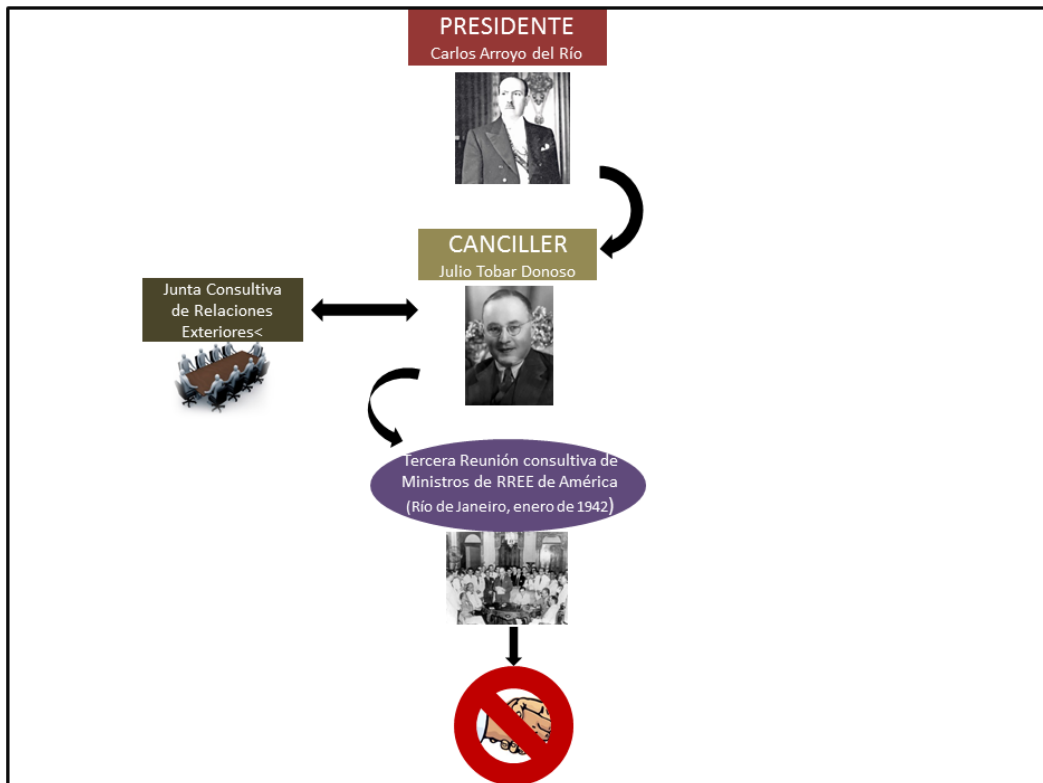 PRESIDENTE
Carlos Arroyo del Río
CANCILLER
Julio Tobar Donoso
Junta Consultiva
de Relaciones
Exteriores<
Tercera Reunión consultiva de
Ministros de RREE de América
(Río de Janeiro, enero de 1942)